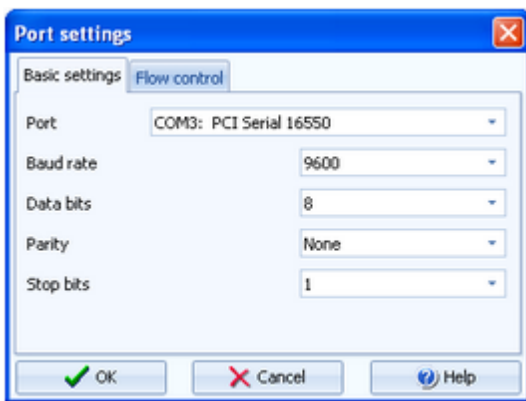 Port settings
Basic settings Flow control
Port COM3: PCI Serial 16550
Baud rate 9600
Data bits 8
Parity None
Stop bits 1
OK Cancel Help